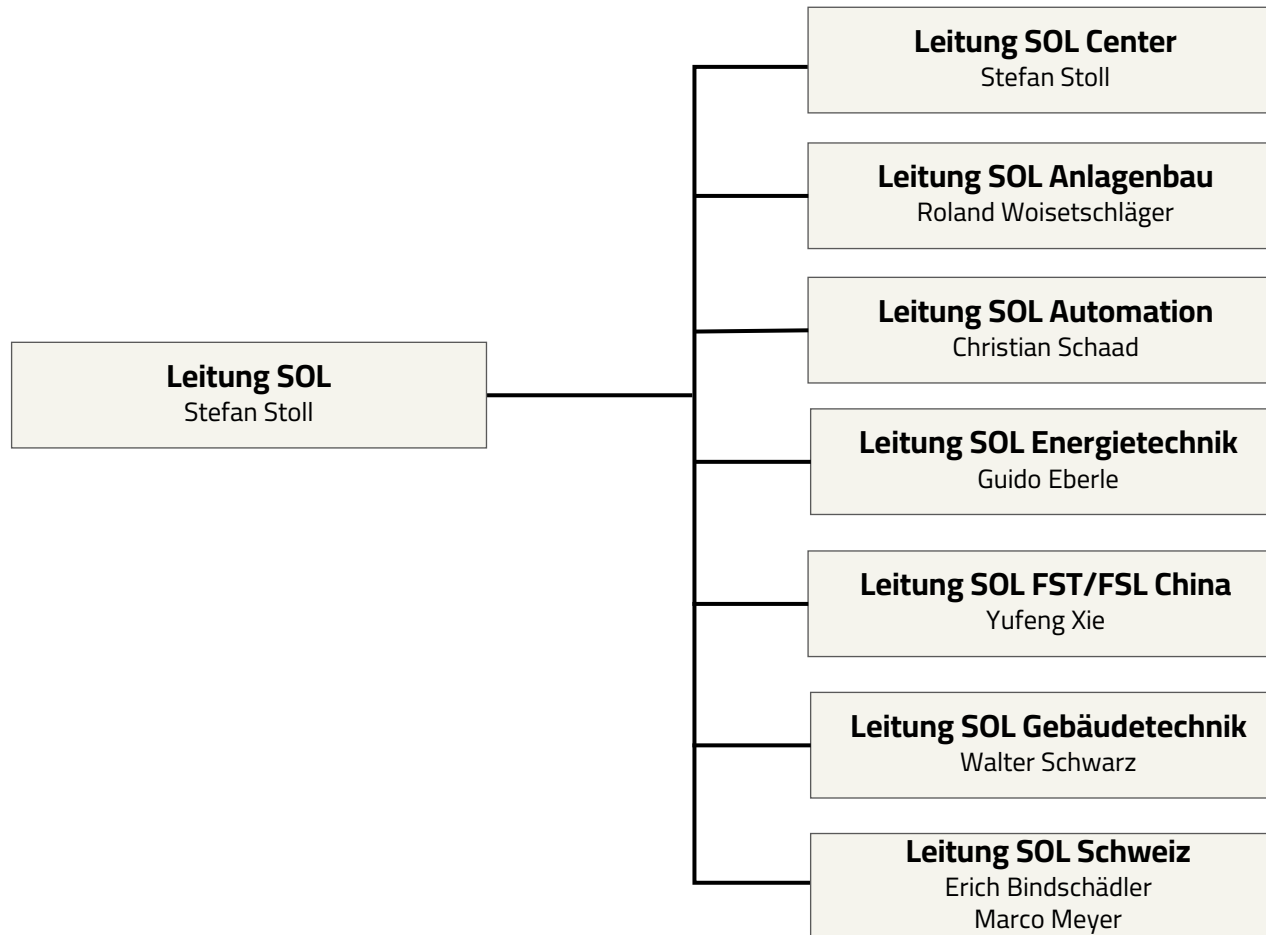 Leitung SOL Center
Stefan Stoll
Leitung SOL Anlagenbau
Roland Woisetschläger
Leitung SOL Automation
Christian Schaad
Leitung SOL
Stefan Stoll
Leitung SOL Energietechnik
Guido Eberle
Leitung SOL FST/FSL China
Yufeng Xie
Leitung SOL Gebäudetechnik
Walter Schwarz
Leitung SOL Schweiz
Erich Bindschädler
Marco Meyer